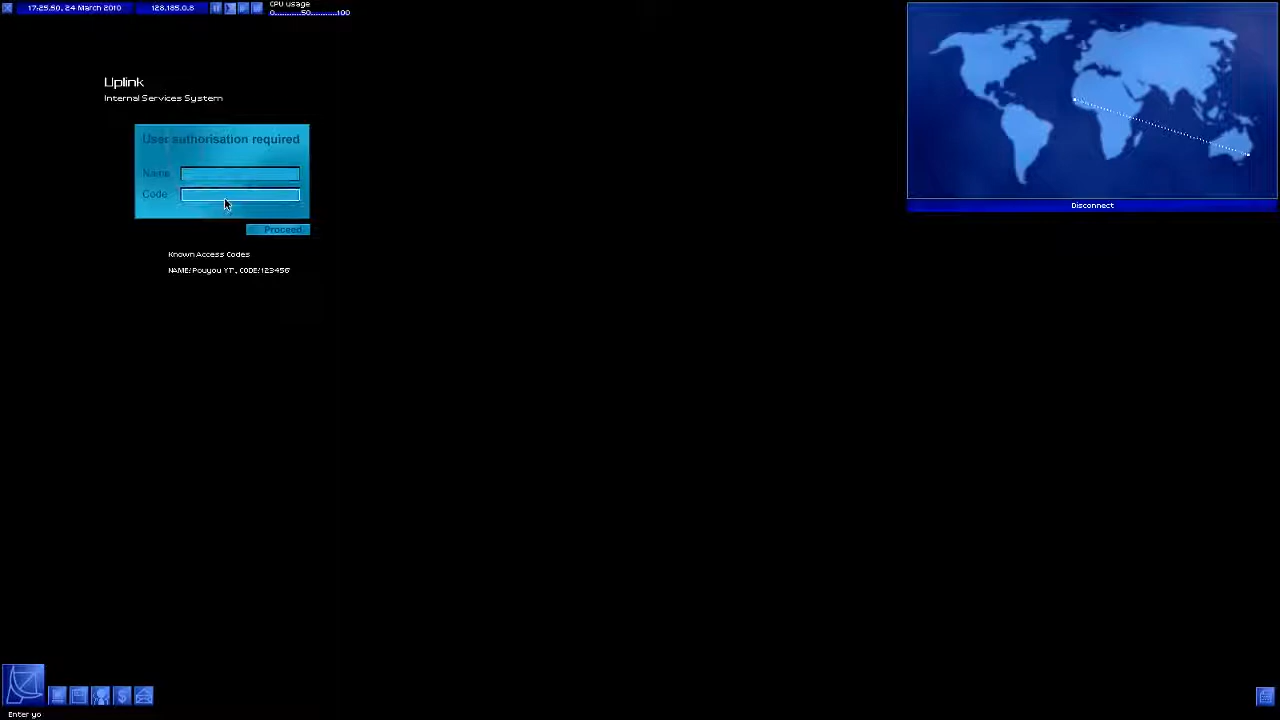 17:25.50, 24 March 2010
128.185.0.8
CPU usage
0.........50.........100
Uplink
Internal Services System
User authorisation required
Name
Code
Proceed
Known Access Codes
NAME:'Pouyou YT', CODE:'123456'
Disconnect
Enter yo